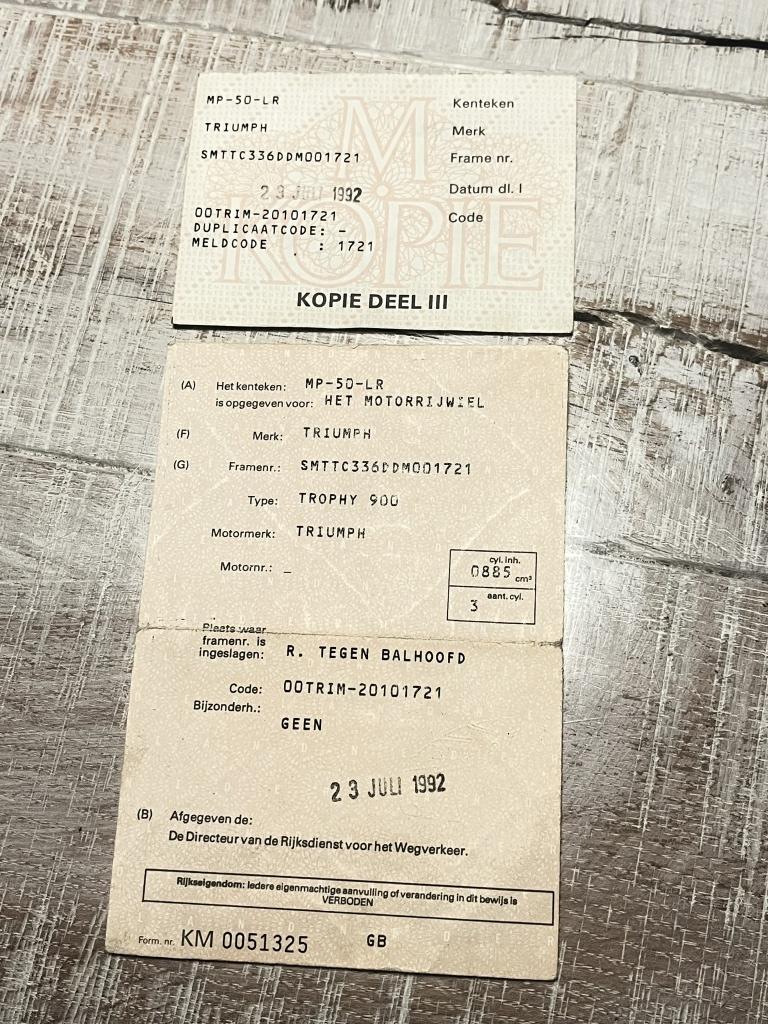 MP-50-LR Kenteken
TRIUMPH Merk
SMTTC336DDM001721 Frame nr.
23 JULI 1992 Datum dl. I
OOTRIM-20101721 Code
DUPLICAATCODE: -
MELDCODE : 1721
M
KOPIE
KOPIE DEEL III
(A) Het kenteken: MP-50-LR
is opgegeven voor: HET MOTORRIJWIEL
(F) Merk: TRIUMPH
(G) Framenr.: SMTTC336DDM001721
Type: TROPHY 900
Motormerk: TRIUMPH
Motornr.: _
cyl. inh.
0885 cm³
aant. cyl.
3
Plaats waar
framenr. is
ingeslagen: R. TEGEN BALHOOFD
Code: OOTRIM-20101721
Bijzonderh.:
GEEN
23 JULI 1992
(B) Afgegeven de:
De Directeur van de Rijksdienst voor het Wegverkeer.
Rijkseigendom: Iedere eigenmachtige aanvulling of verandering in dit bewijs is
VERBODEN
Form. nr. KM 0051325 GB